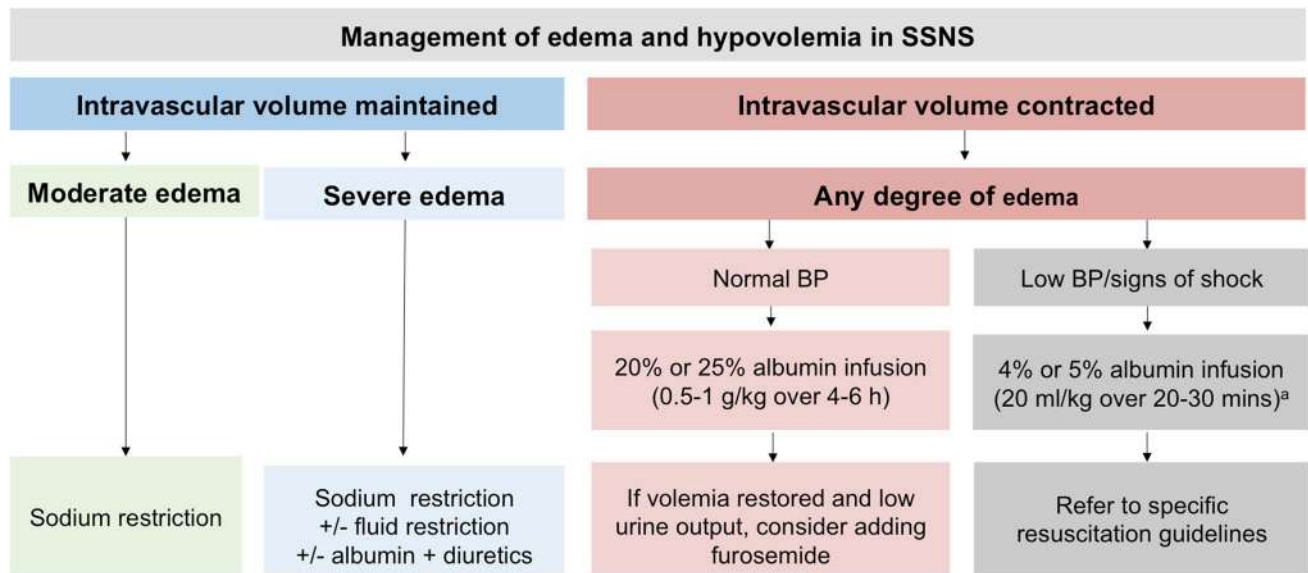 Management of edema and hypovolemia in SSNS
Intravascular volume maintained
Intravascular volume contracted
Moderate edema
Severe edema
Any degree of edema
Normal BP
Low BP/signs of shock
20% or 25% albumin infusion
(0.5-1 g/kg over 4-6 h)
4% or 5% albumin infusion
(20 ml/kg over 20-30 mins)ᵃ
Sodium restriction
Sodium restriction
+/- fluid restriction
+/- albumin + diuretics
If volemia restored and low
urine output, consider adding
furosemide
Refer to specific
resuscitation guidelines